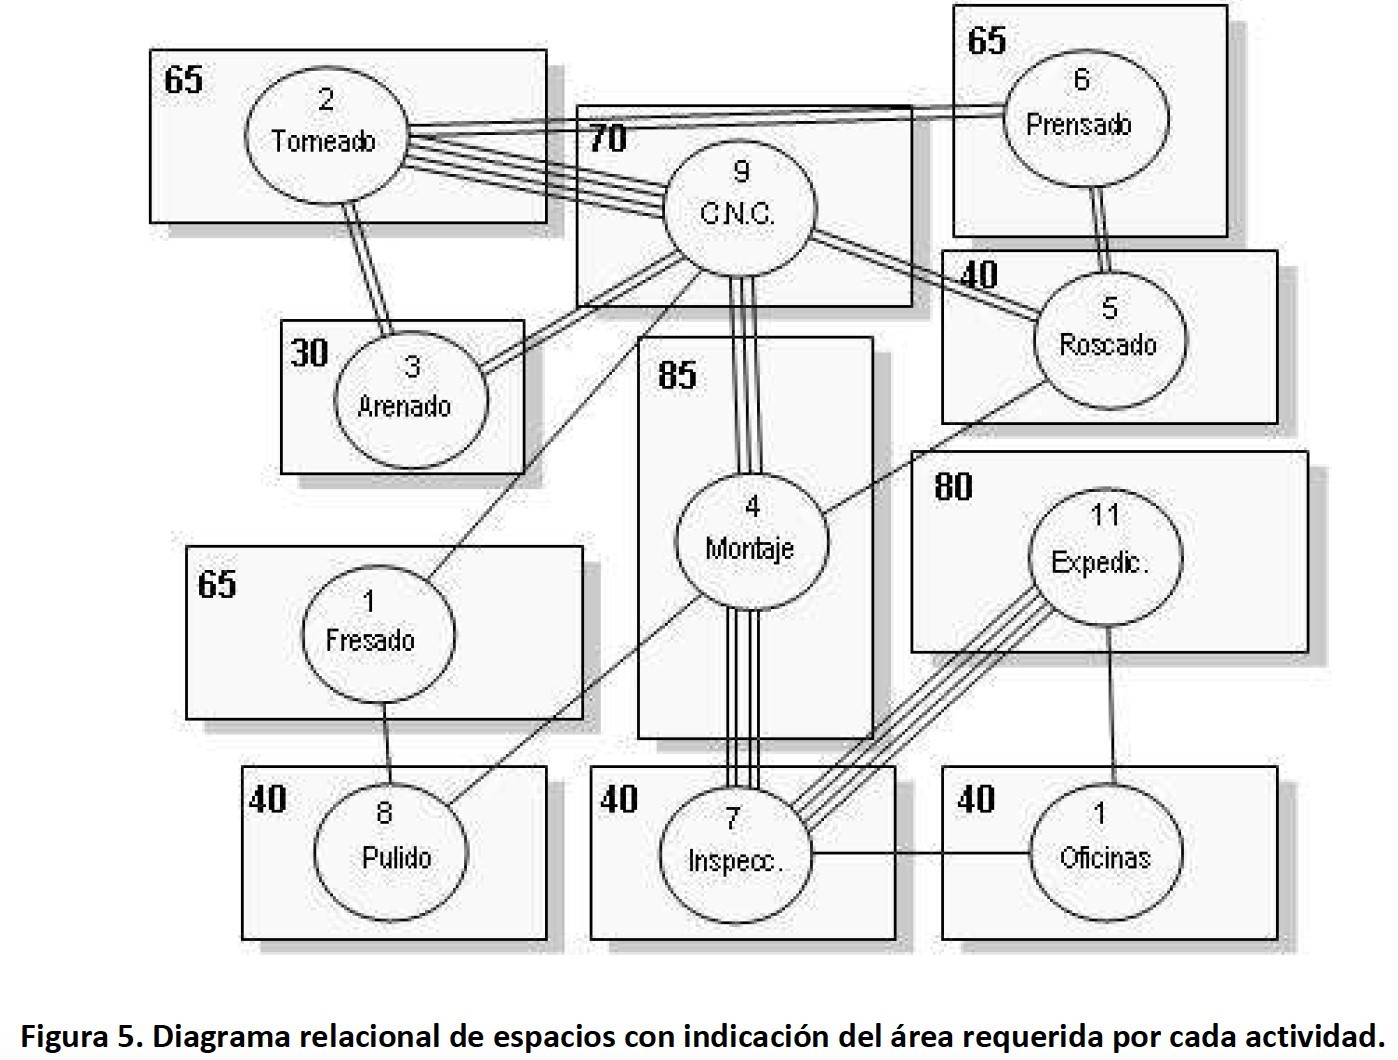 65
2
Torneado
65
6
Prensado
70
9
C.N.C.
40
5
Roscado
30
3
Arenado
85
4
Montaje
80
11
Expedic.
65
1
Fresado
40
8
Pulido
40
7
Inspecc.
40
1
Oficinas
Figura 5. Diagrama relacional de espacios con indicación del área requerida por cada actividad.